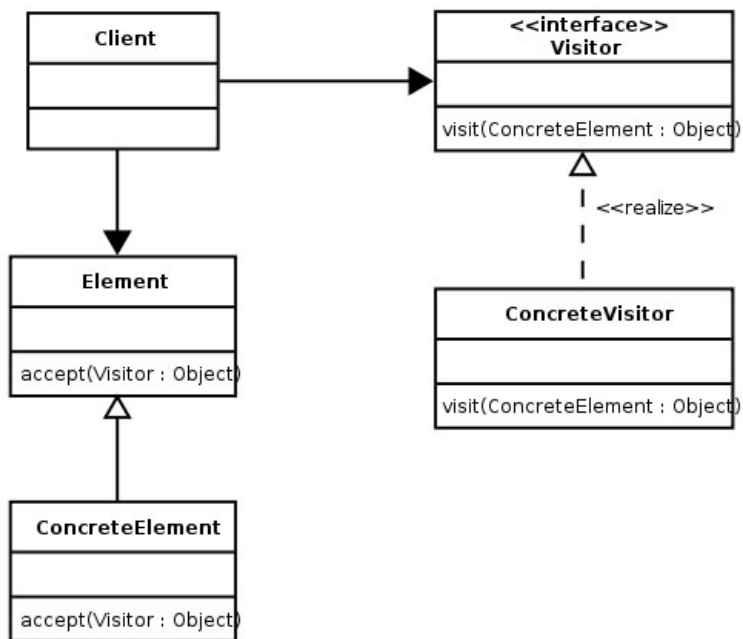 Client
<<interface>>
Visitor
visit(ConcreteElement : Object)
<<realize>>
Element
accept(Visitor : Object)
ConcreteVisitor
visit(ConcreteElement : Object)
ConcreteElement
accept(Visitor : Object)